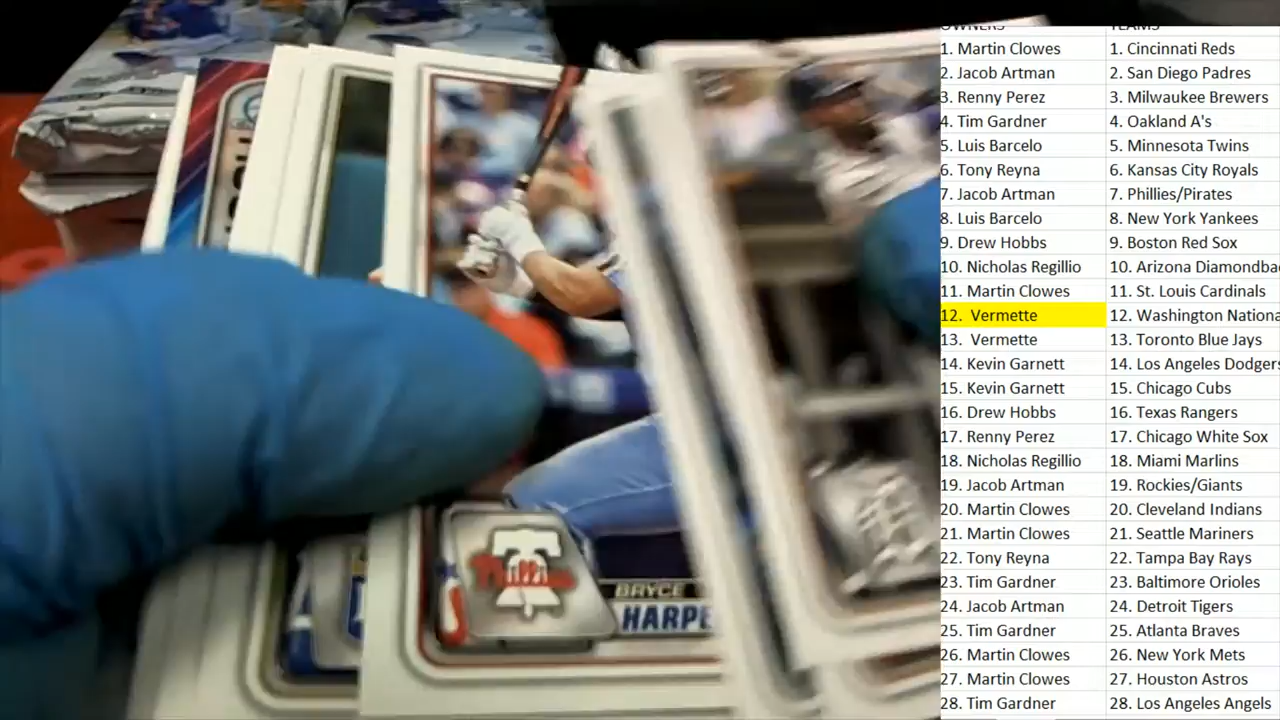 OWNERS TEAMS
1. Martin Clowes 1. Cincinnati Reds
2. Jacob Artman 2. San Diego Padres
3. Renny Perez 3. Milwaukee Brewers
4. Tim Gardner 4. Oakland A's
5. Luis Barcelo 5. Minnesota Twins
6. Tony Reyna 6. Kansas City Royals
7. Jacob Artman 7. Phillies/Pirates
8. Luis Barcelo 8. New York Yankees
9. Drew Hobbs 9. Boston Red Sox
10. Nicholas Regillio 10. Arizona Diamondba
11. Martin Clowes 11. St. Louis Cardinals
12. Vermette 12. Washington Nationa
13. Vermette 13. Toronto Blue Jays
14. Kevin Garnett 14. Los Angeles Dodgers
15. Kevin Garnett 15. Chicago Cubs
16. Drew Hobbs 16. Texas Rangers
17. Renny Perez 17. Chicago White Sox
18. Nicholas Regillio 18. Miami Marlins
19. Jacob Artman 19. Rockies/Giants
20. Martin Clowes 20. Cleveland Indians
21. Martin Clowes 21. Seattle Mariners
22. Tony Reyna 22. Tampa Bay Rays
23. Tim Gardner 23. Baltimore Orioles
24. Jacob Artman 24. Detroit Tigers
25. Tim Gardner 25. Atlanta Braves
26. Martin Clowes 26. New York Mets
27. Martin Clowes 27. Houston Astros
28. Tim Gardner 28. Los Angeles Angels
Phillies
BRYCE
HARPE